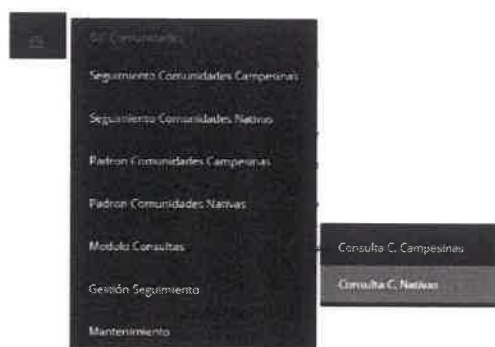 Comunidades
Seguimiento Comunidades Campesinas
Seguimiento Comunidades Nativas
Padron Comunidades Campesinas
Padron Comunidades Nativas
Modulo Consultas
Gestión Seguimiento
Mantenimiento
Consulta C. Campesinas
Consulta C. Nativas